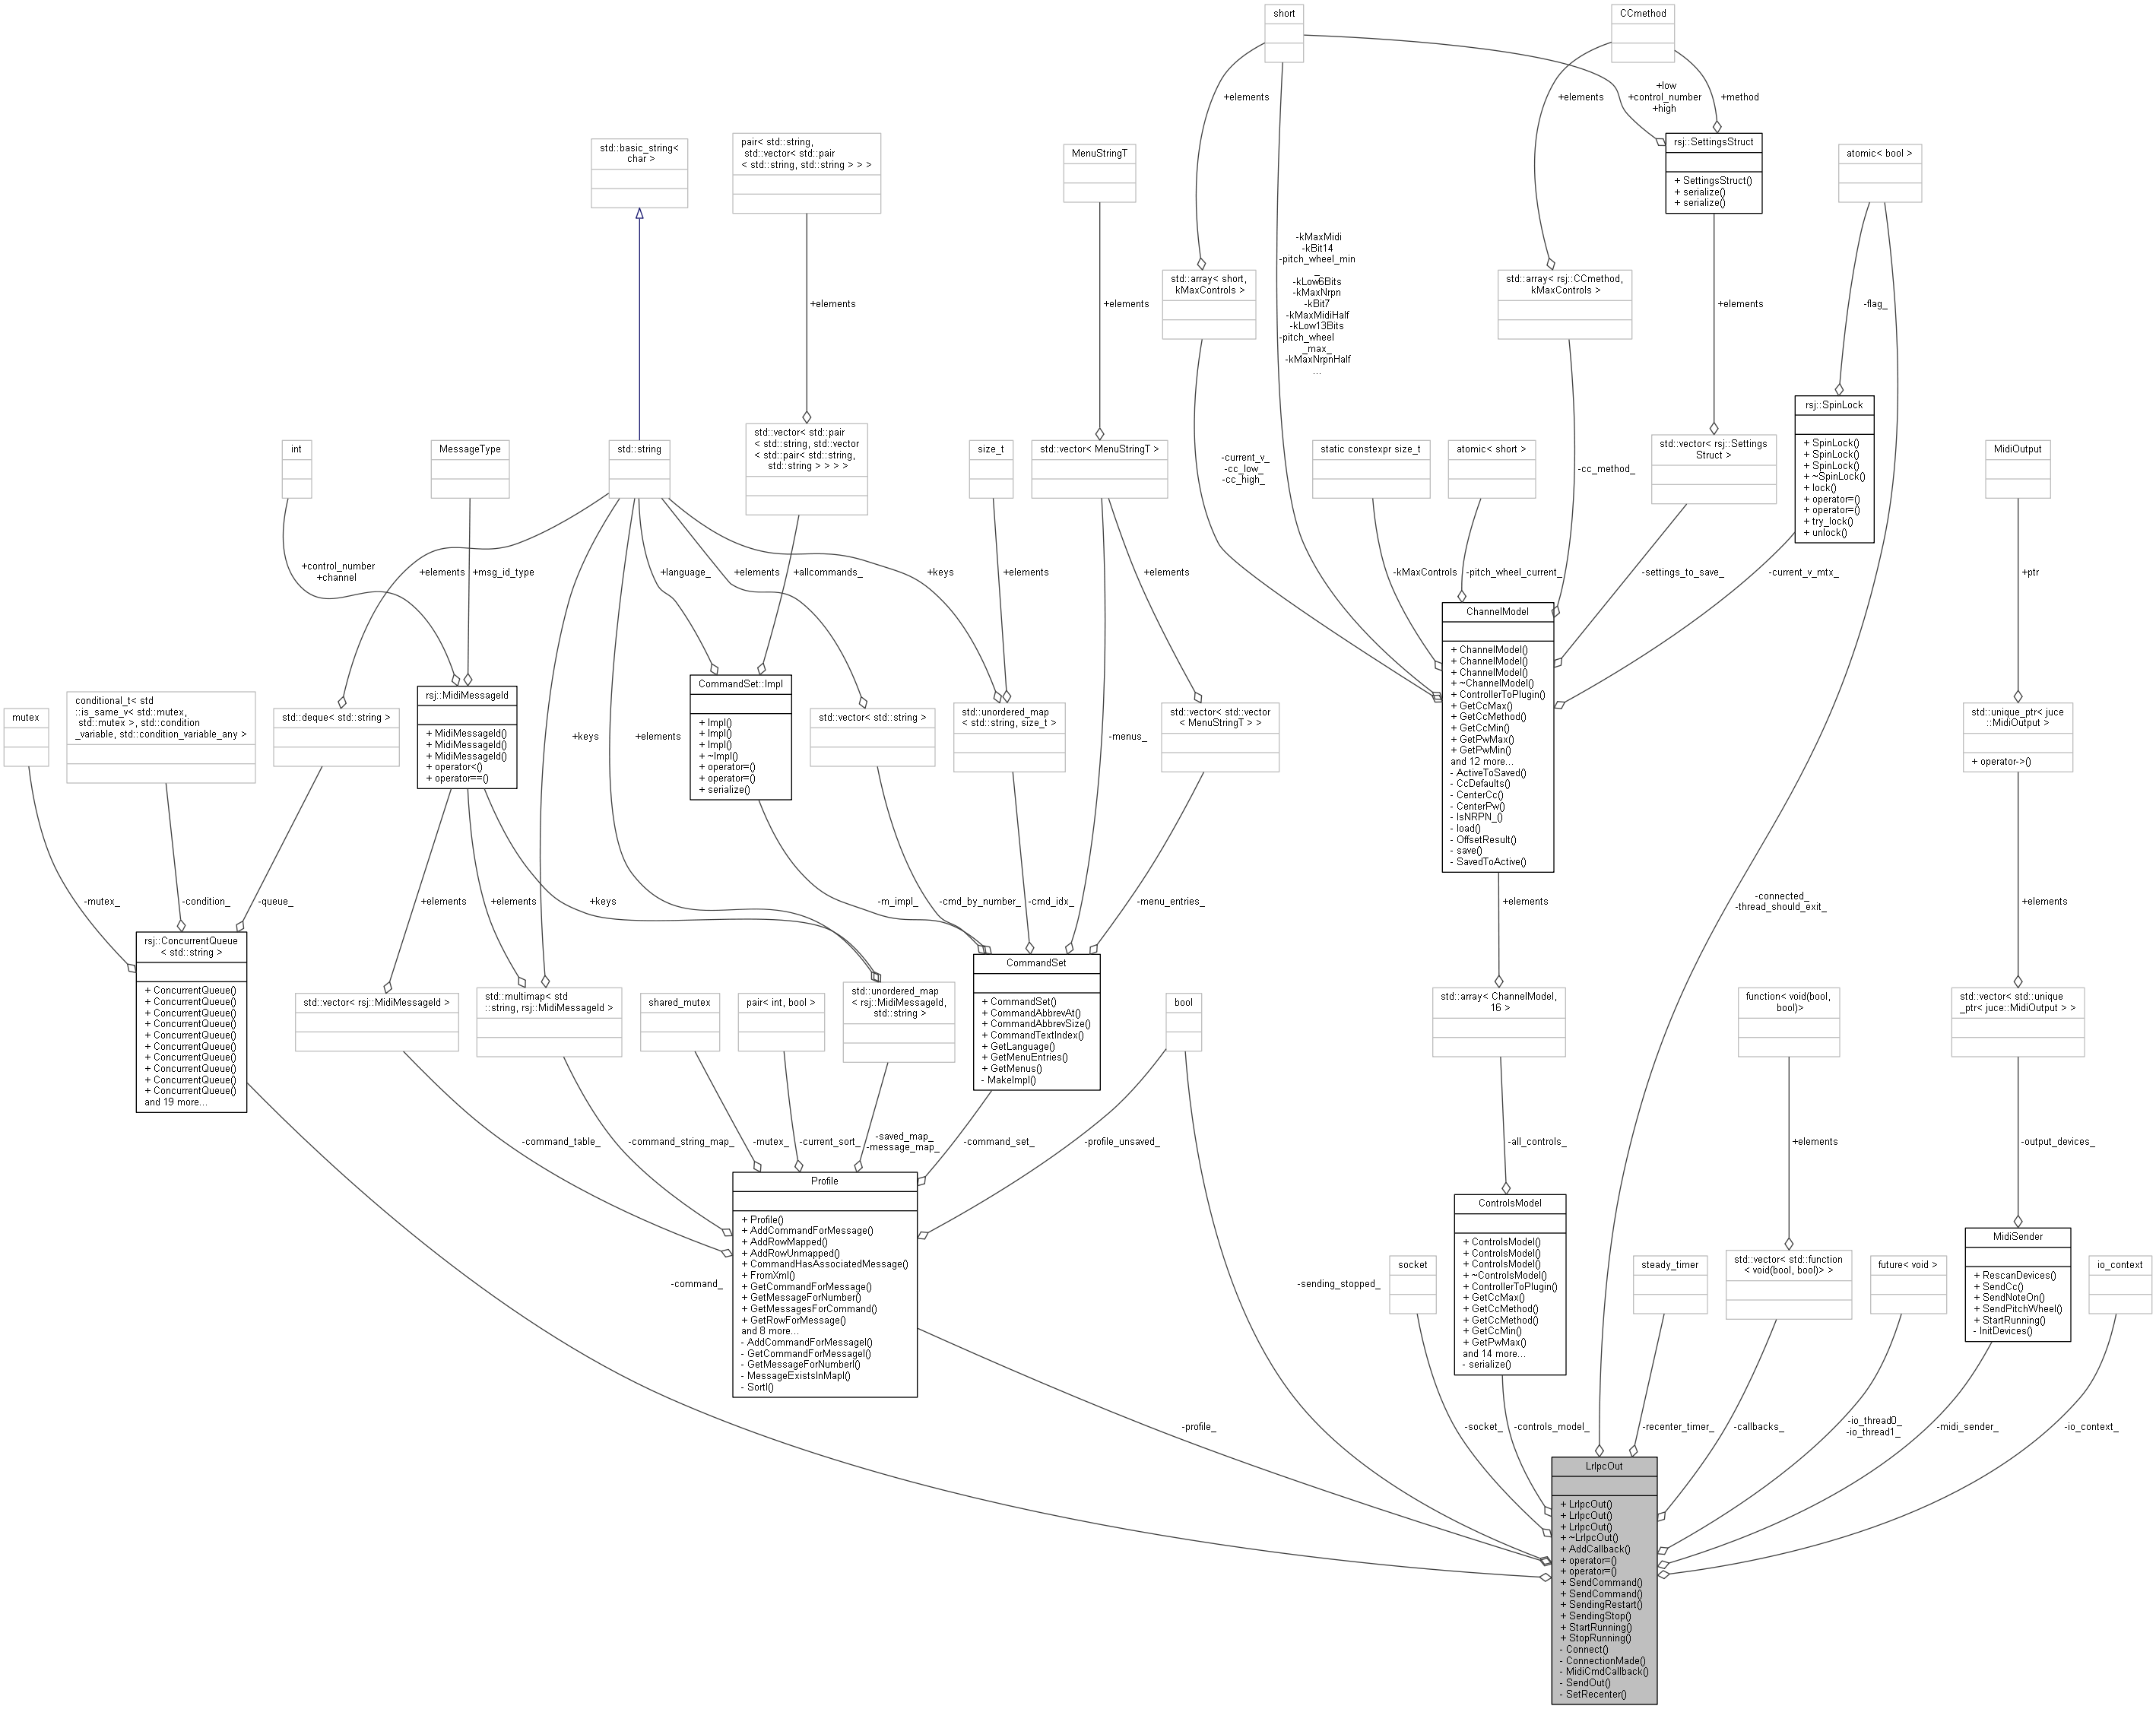 short
CCmethod
+elements
+elements
+low
+control_number
+high
+method
rsj::SettingsStruct
+ SettingsStruct()
+ serialize()
+ serialize()
std::basic_string<
char >
pair< std::string,
std::vector< std::pair
< std::string, std::string > > >
MenuStringT
atomic< bool >
-kMaxMidi
-kBit14
-pitch_wheel_min
_
-kLow6Bits
-kMaxNrpn
-kBit7
-kMaxMidiHalf
-kLow13Bits
-pitch_wheel
_max_
-kMaxNrpnHalf
...
std::array< short,
kMaxControls >
std::array< rsj::CCmethod,
kMaxControls >
+elements
+elements
+elements
-flag_
rsj::SpinLock
+ SpinLock()
+ SpinLock()
+ SpinLock()
+ ~SpinLock()
+ lock()
+ operator=()
+ operator=()
+ try_lock()
+ unlock()
int
MessageType
std::string
std::vector< std::pair
< std::string, std::vector
< std::pair< std::string,
std::string > > > >
size_t
std::vector< MenuStringT >
-current_v_
-cc_low_
-cc_high_
static constexpr size_t
atomic< short >
-cc_method_
std::vector< rsj::Settings
Struct >
MidiOutput
+control_number
+channel
+msg_id_type
+elements
+language_
+elements
+allcommands_
+keys
+elements
+elements
-kMaxControls
-pitch_wheel_current_
-settings_to_save_
-current_v_mtx_
+ptr
ChannelModel
+ ChannelModel()
+ ChannelModel()
+ ChannelModel()
+ ~ChannelModel()
+ ControllerToPlugin()
+ GetCcMax()
+ GetCcMethod()
+ GetCcMin()
+ GetPwMax()
+ GetPwMin()
and 12 more...
- ActiveToSaved()
- CcDefaults()
- CenterCc()
- CenterPw()
- IsNRPN_()
- load()
- OffsetResult()
- save()
- SavedToActive()
mutex
conditional_t< std
::is_same_v< std::mutex,
std::mutex >, std::condition
_variable, std::condition_variable_any >
std::deque< std::string >
rsj::MidiMessageId
+ MidiMessageId()
+ MidiMessageId()
+ MidiMessageId()
+ operator<()
+ operator==()
+keys
+elements
CommandSet::Impl
+ Impl()
+ Impl()
+ Impl()
+ ~Impl()
+ operator=()
+ operator=()
+ serialize()
std::vector< std::string >
std::unordered_map
< std::string, size_t >
-menus_
std::vector< std::vector
< MenuStringT > >
std::unique_ptr< juce
::MidiOutput >
+ operator->()
-mutex_
-condition_
-queue_
+elements
+elements
+keys
-m_impl_
-cmd_by_number_
-cmd_idx_
-menu_entries_
+elements
-connected_
-thread_should_exit_
+elements
rsj::ConcurrentQueue
< std::string >
+ ConcurrentQueue()
+ ConcurrentQueue()
+ ConcurrentQueue()
+ ConcurrentQueue()
+ ConcurrentQueue()
+ ConcurrentQueue()
+ ConcurrentQueue()
+ ConcurrentQueue()
+ ConcurrentQueue()
+ ConcurrentQueue()
and 19 more...
std::vector< rsj::MidiMessageId >
std::multimap< std
::string, rsj::MidiMessageId >
shared_mutex
pair< int, bool >
std::unordered_map
< rsj::MidiMessageId,
std::string >
CommandSet
+ CommandSet()
+ CommandAbbrevAt()
+ CommandAbbrevSize()
+ CommandTextIndex()
+ GetLanguage()
+ GetMenuEntries()
+ GetMenus()
- MakeImpl()
bool
std::array< ChannelModel,
16 >
function< void(bool,
bool)>
std::vector< std::unique
_ptr< juce::MidiOutput > >
-command_table_
-command_string_map_
-mutex_
-current_sort_
-saved_map_
-message_map_
-command_set_
-profile_unsaved_
-all_controls_
+elements
-output_devices_
Profile
+ Profile()
+ AddCommandForMessage()
+ AddRowMapped()
+ AddRowUnmapped()
+ CommandHasAssociatedMessage()
+ FromXml()
+ GetCommandForMessage()
+ GetMessageForNumber()
+ GetMessagesForCommand()
+ GetRowForMessage()
and 8 more...
- AddCommandForMessageI()
- GetCommandForMessageI()
- GetMessageForNumberI()
- MessageExistsInMapI()
- SortI()
ControlsModel
+ ControlsModel()
+ ControlsModel()
+ ControlsModel()
+ ~ControlsModel()
+ ControllerToPlugin()
+ GetCcMax()
+ GetCcMethod()
+ GetCcMethod()
+ GetCcMin()
+ GetPwMax()
and 14 more...
- serialize()
MidiSender
+ RescanDevices()
+ SendCc()
+ SendNoteOn()
+ SendPitchWheel()
+ StartRunning()
- InitDevices()
-command_
-sending_stopped_
socket
steady_timer
std::vector< std::function
< void(bool, bool)> >
future< void >
io_context
-profile_
-socket_
-controls_model_
-recenter_timer_
-callbacks_
-io_thread0_
-io_thread1_
-midi_sender_
-io_context_
LrIpcOut
+ LrIpcOut()
+ LrIpcOut()
+ LrIpcOut()
+ ~LrIpcOut()
+ AddCallback()
+ operator=()
+ operator=()
+ SendCommand()
+ SendCommand()
+ SendingRestart()
+ SendingStop()
+ StartRunning()
+ StopRunning()
- Connect()
- ConnectionMade()
- MidiCmdCallback()
- SendOut()
- SetRecenter()